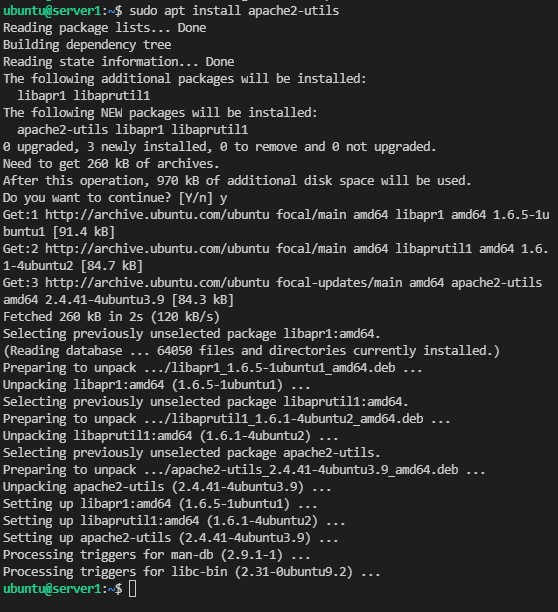 ubuntu@server1:~$ sudo apt install apache2-utils
Reading package lists... Done
Building dependency tree
Reading state information... Done
The following additional packages will be installed:
  libapr1 libaprutil1
The following NEW packages will be installed:
  apache2-utils libapr1 libaprutil1
0 upgraded, 3 newly installed, 0 to remove and 0 not upgraded.
Need to get 260 kB of archives.
After this operation, 970 kB of additional disk space will be used.
Do you want to continue? [Y/n] y
Get:1 http://archive.ubuntu.com/ubuntu focal/main amd64 libapr1 amd64 1.6.5-1u
buntu1 [91.4 kB]
Get:2 http://archive.ubuntu.com/ubuntu focal/main amd64 libaprutil1 amd64 1.6.
1-4ubuntu2 [84.7 kB]
Get:3 http://archive.ubuntu.com/ubuntu focal-updates/main amd64 apache2-utils
amd64 2.4.41-4ubuntu3.9 [84.3 kB]
Fetched 260 kB in 2s (120 kB/s)
Selecting previously unselected package libapr1:amd64.
(Reading database ... 64050 files and directories currently installed.)
Preparing to unpack .../libapr1_1.6.5-1ubuntu1_amd64.deb ...
Unpacking libapr1:amd64 (1.6.5-1ubuntu1) ...
Selecting previously unselected package libaprutil1:amd64.
Preparing to unpack .../libaprutil1_1.6.1-4ubuntu2_amd64.deb ...
Unpacking libaprutil1:amd64 (1.6.1-4ubuntu2) ...
Selecting previously unselected package apache2-utils.
Preparing to unpack .../apache2-utils_2.4.41-4ubuntu3.9_amd64.deb ...
Unpacking apache2-utils (2.4.41-4ubuntu3.9) ...
Setting up libapr1:amd64 (1.6.5-1ubuntu1) ...
Setting up libaprutil1:amd64 (1.6.1-4ubuntu2) ...
Setting up apache2-utils (2.4.41-4ubuntu3.9) ...
Processing triggers for man-db (2.9.1-1) ...
Processing triggers for libc-bin (2.31-0ubuntu9.2) ...
ubuntu@server1:~$